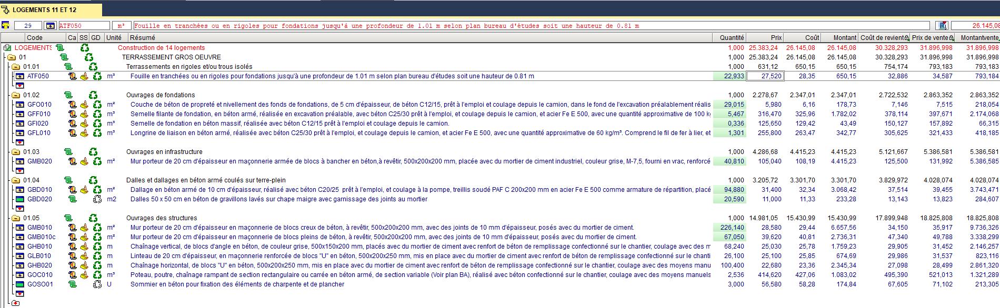 LOGEMENTS 11 ET 12
29 ATF050 m³ Fouille en tranchées ou en rigoles pour fondations jusqu'à une profondeur de 1.01 m selon plan bureau d'études soit une hauteur de 0.81 m 26.145,08
Code Ca SS GD Unité Résumé Quantité Prix Coût Montant Coût de revient Prix de vente Montantvente
LOGEMENTS Construction de 14 logements 1,000 25.383,24 26.145,08 26.145,08 30.328,293 31.896,998 31.896,998
01 TERRASSEMENT GROS OEUVRE 1,000 25.383,24 26.145,08 26.145,08 30.328,293 31.896,998 31.896,998
01.01 Terrassements en rigoles et/ou trous isolés 1,000 631,12 650,15 650,15 754,174 793,183 793,183
ATF050 m³ Fouille en tranchées ou en rigoles pour fondations jusqu'à une profondeur de 1.01 m selon plan bureau d'études soit une hauteur de 0.81 m 22,933 27,520 28,35 650,15 32,886 34,587 793,184
01.02 Ouvrages de fondations 1,000 2.278,67 2.347,01 2.347,01 2.722,532 2.863,352 2.863,352
GFO010 m² Couche de béton de propreté et nivellement des fonds de fondations, de 5 cm d'épaisseur, de béton C12/15, prêt à l'emploi et coulage depuis le camion, dans le fond de l'excavation préalablement réalis 29,015 5,980 6,16 178,73 7,146 7,515 218,054
GFF010 m³ Semelle filante de fondation, en béton armé, réalisée en excavation préalable, avec béton C25/30 prêt à l'emploi, et coulage depuis le camion, et acier Fe E 500, avec une quantité approximative de 100 kg 5,467 316,470 325,96 1.782,02 378,114 397,671 2.174,068
GFI020 m³ Semelle de fondation en béton massif, réalisée avec béton C12/15 prêt à l'emploi et coulage depuis le camion. 0,336 125,650 129,42 43,49 150,127 157,892 66,315
GFL010 m³ Longrine de liaison en béton armé, réalisée avec béton C25/30 prêt à l'emploi, et coulage depuis le camion, et acier Fe E 500, avec une quantité approximative de 60 kg/m³. Comprend le fil de fer à lier, et 1,301 255,800 263,47 342,77 305,625 321,433 418,185
01.03 Ouvrages en infrastructure 1,000 4.286,68 4.415,23 4.415,23 5.121,667 5.386,581 5.386,581
GMB020 m² Mur porteur de 20 cm d'épaisseur en maçonnerie armée de blocs à bancher en béton,à revêtir, 500x200x200 mm, placée avec du mortier de ciment industriel, couleur grise, M-7,5, fourni en vrac, renforcé 40,810 105,040 108,19 4.415,23 125,500 131,992 5.386,585
01.04 Dalles et dallages en béton armé coulés sur terre-plein 1,000 3.205,72 3.301,70 3.301,70 3.829,972 4.028,074 4.028,074
GBD010 m² Dallage en béton armé de 10 cm d'épaisseur, réalisé avec béton C20/25 prêt à l'emploi, et coulage à la pompe, treillis soudé PAF C 200x200 mm en acier Fe E 500 comme armature de répartition, placé 94,880 31,400 32,34 3.068,42 37,514 39,455 3.743,471
GBD020 m2 Dalles 50 x 50 cm en béton de gravillons lavés sur chape maigre avec garnissage des joints au mortier 20,590 11,000 11,33 233,28 13,143 13,823 284,607
01.05 Ouvrages des structures 1,000 14.981,05 15.430,99 15.430,99 17.899,948 18.825,808 18.825,808
GMB010 m² Mur porteur de 20 cm d'épaisseur en maçonnerie de blocs creux de béton, à revêtir, 500x200x200 mm, avec des joints de 10 mm d'épaisseur, posés avec du mortier de ciment. 226,140 28,580 29,44 6.657,56 34,150 35,917 9.736,326
GMB010c m² Mur porteur de 20 cm d'épaisseur en maçonnerie de blocs pleins de béton, à revêtir, 500x200x200 mm, avec des joints de 10 mm d'épaisseur, posés avec du mortier de ciment. 67,050 39,620 40,81 2.736,31 47,340 49,788 3.338,299
GHB010 m Chaînage vertical, de blocs d'angle en béton, de couleur grise, 500x150x200 mm, placés avec du mortier de ciment avec renfort de béton de remplissage confectionné sur le chantier, coulage avec des m 68,240 25,030 25,78 1.759,23 29,905 31,452 2.146,257
GLB010 m Linteau de 20 cm d'épaisseur, en maçonnerie renforcée de blocs "U" en béton, 500x200x250 mm, mis en place avec du mortier de ciment avec renfort de béton de remplissage confectionné sur le chanti 26,100 25,100 25,85 674,69 29,986 31,537 823,116
GHB020 m Chaînage horizontal, de blocs "U" en béton, 500x200x250 mm, mis en place avec du mortier de ciment avec renfort de béton de remplissage confectionné sur le chantier, coulage avec des moyens manu 100,400 22,680 23,36 2.345,34 27,098 28,499 2.861,320
GOC010 m³ Poteau, poutre, chaînage rampant de section rectangulaire ou carrée en béton armé, de section variable (Voir plan BA), réalisé avec béton confectionné sur le chantier, coulage avec des moyens manuels 2,536 414,620 427,06 1.083,02 495,390 521,013 1.321,289
GOSO01 U Sommier en béton pour fixation des éléments de charpente et de plancher 3,000 56,580 58,28 174,84 67,605 71,102 213,305